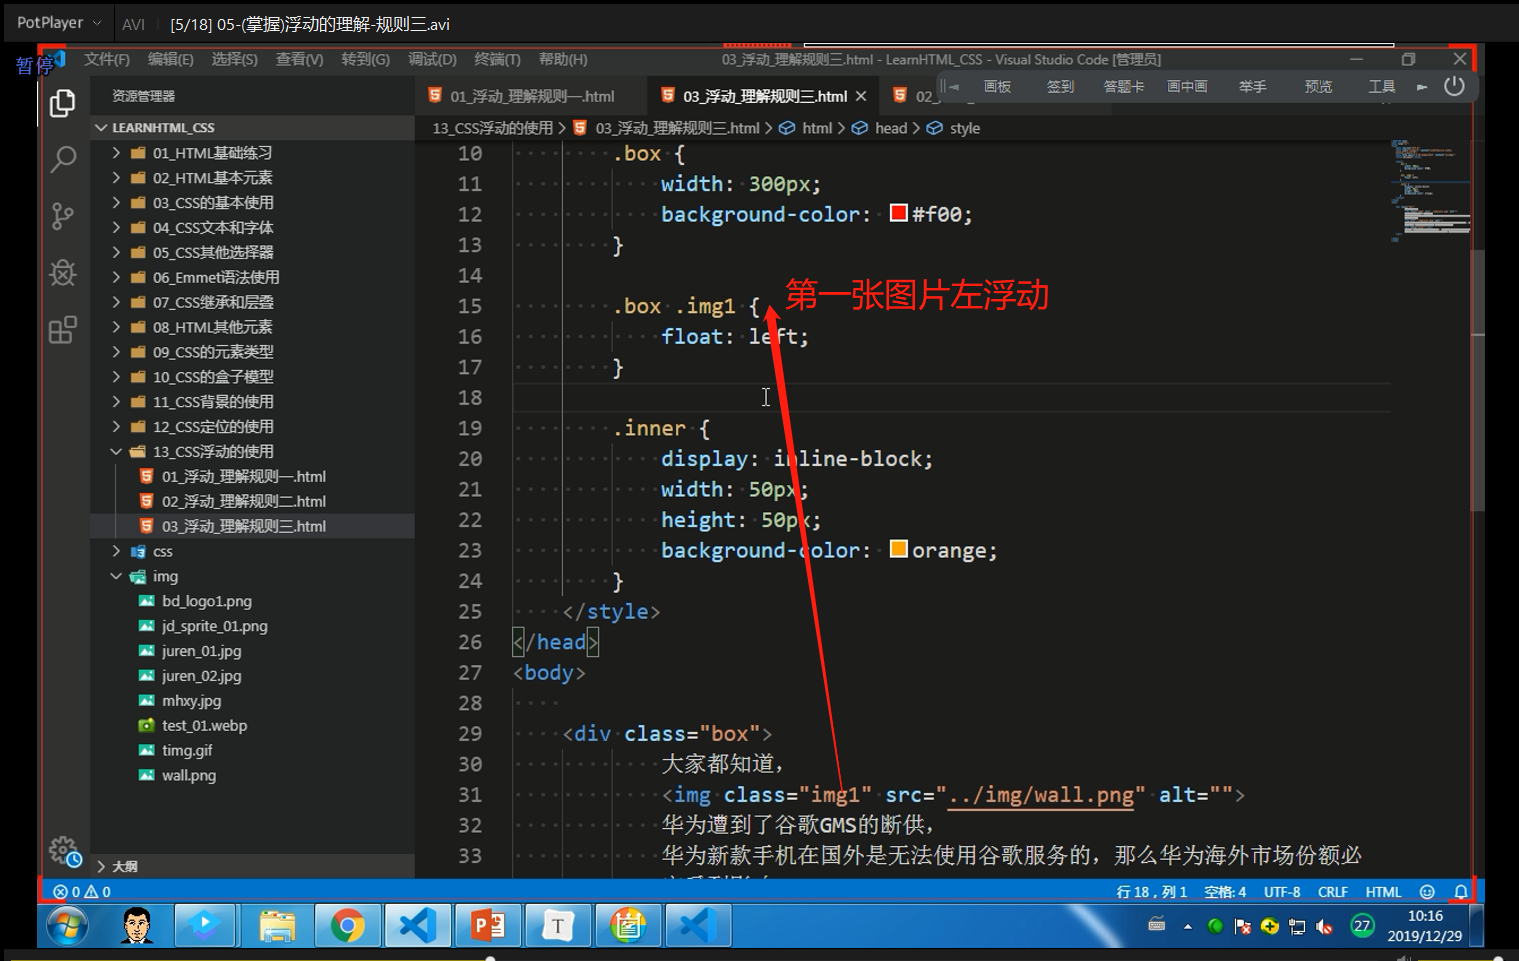 PotPlayer AVI [5/18] 05-(掌握)浮动的理解-规则三.avi
暂停
文件(F) 编辑(E) 选择(S) 查看(V) 转到(G) 调试(D) 终端(T) 帮助(H) 03_浮动_理解规则三.html - LearnHTML_CSS - Visual Studio Code [管理员]
画板 签到 答题卡 画中画 举手 预览 工具
资源管理器
01_浮动_理解规则一.html 03_浮动_理解规则三.html 02_
LEARNHTML_CSS
13_CSS浮动的使用 > 03_浮动_理解规则三.html > html > head > style
01_HTML基础练习
02_HTML基本元素
03_CSS的基本使用
04_CSS文本和字体
05_CSS其他选择器
06_Emmet语法使用
07_CSS继承和层叠
08_HTML其他元素
09_CSS的元素类型
10_CSS的盒子模型
11_CSS背景的使用
12_CSS定位的使用
13_CSS浮动的使用
01_浮动_理解规则一.html
02_浮动_理解规则二.html
03_浮动_理解规则三.html
css
img
bd_logo1.png
jd_sprite_01.png
juren_01.jpg
juren_02.jpg
mhxy.jpg
test_01.webp
timg.gif
wall.png
大纲
10 .box {
11 width: 300px;
12 background-color: #f00;
13 }
14
第一张图片左浮动
15 .box .img1 {
16 float: left;
17 }
18
19 .inner {
20 display: inline-block;
21 width: 50px;
22 height: 50px;
23 background-color: orange;
24 }
25 </style>
26 </head>
27 <body>
28
29 <div class="box">
30 大家都知道，
31 <img class="img1" src="../img/wall.png" alt="">
32 华为遭到了谷歌GMS的断供，
33 华为新款手机在国外是无法使用谷歌服务的，那么华为海外市场份额必
0 0 行 18，列 1 空格: 4 UTF-8 CRLF HTML
27
10:16
2019/12/29